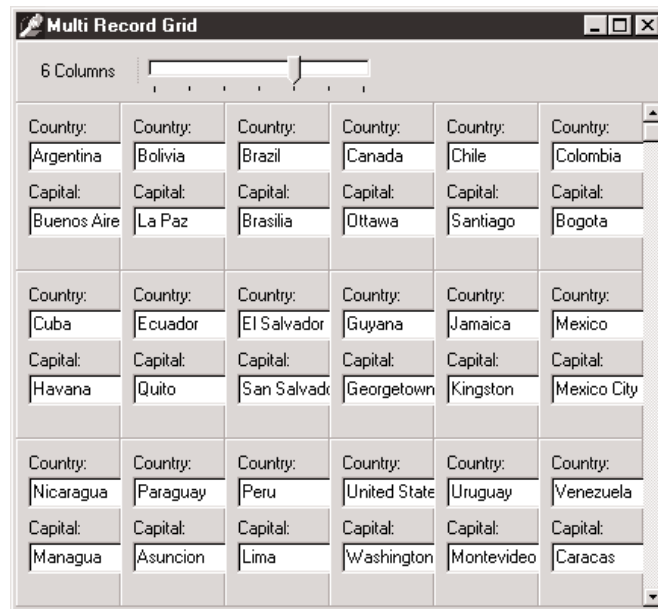 Multi Record Grid
6 Columns
Country: Country: Country: Country: Country: Country:
Argentina Bolivia Brazil Canada Chile Colombia
Capital: Capital: Capital: Capital: Capital: Capital:
Buenos Aire La Paz Brasilia Ottawa Santiago Bogota
Country: Country: Country: Country: Country: Country:
Cuba Ecuador El Salvador Guyana Jamaica Mexico
Capital: Capital: Capital: Capital: Capital: Capital:
Havana Quito San Salvad Georgetown Kingston Mexico City
Country: Country: Country: Country: Country: Country:
Nicaragua Paraguay Peru United State Uruguay Venezuela
Capital: Capital: Capital: Capital: Capital: Capital:
Managua Asuncion Lima Washington Montevideo Caracas